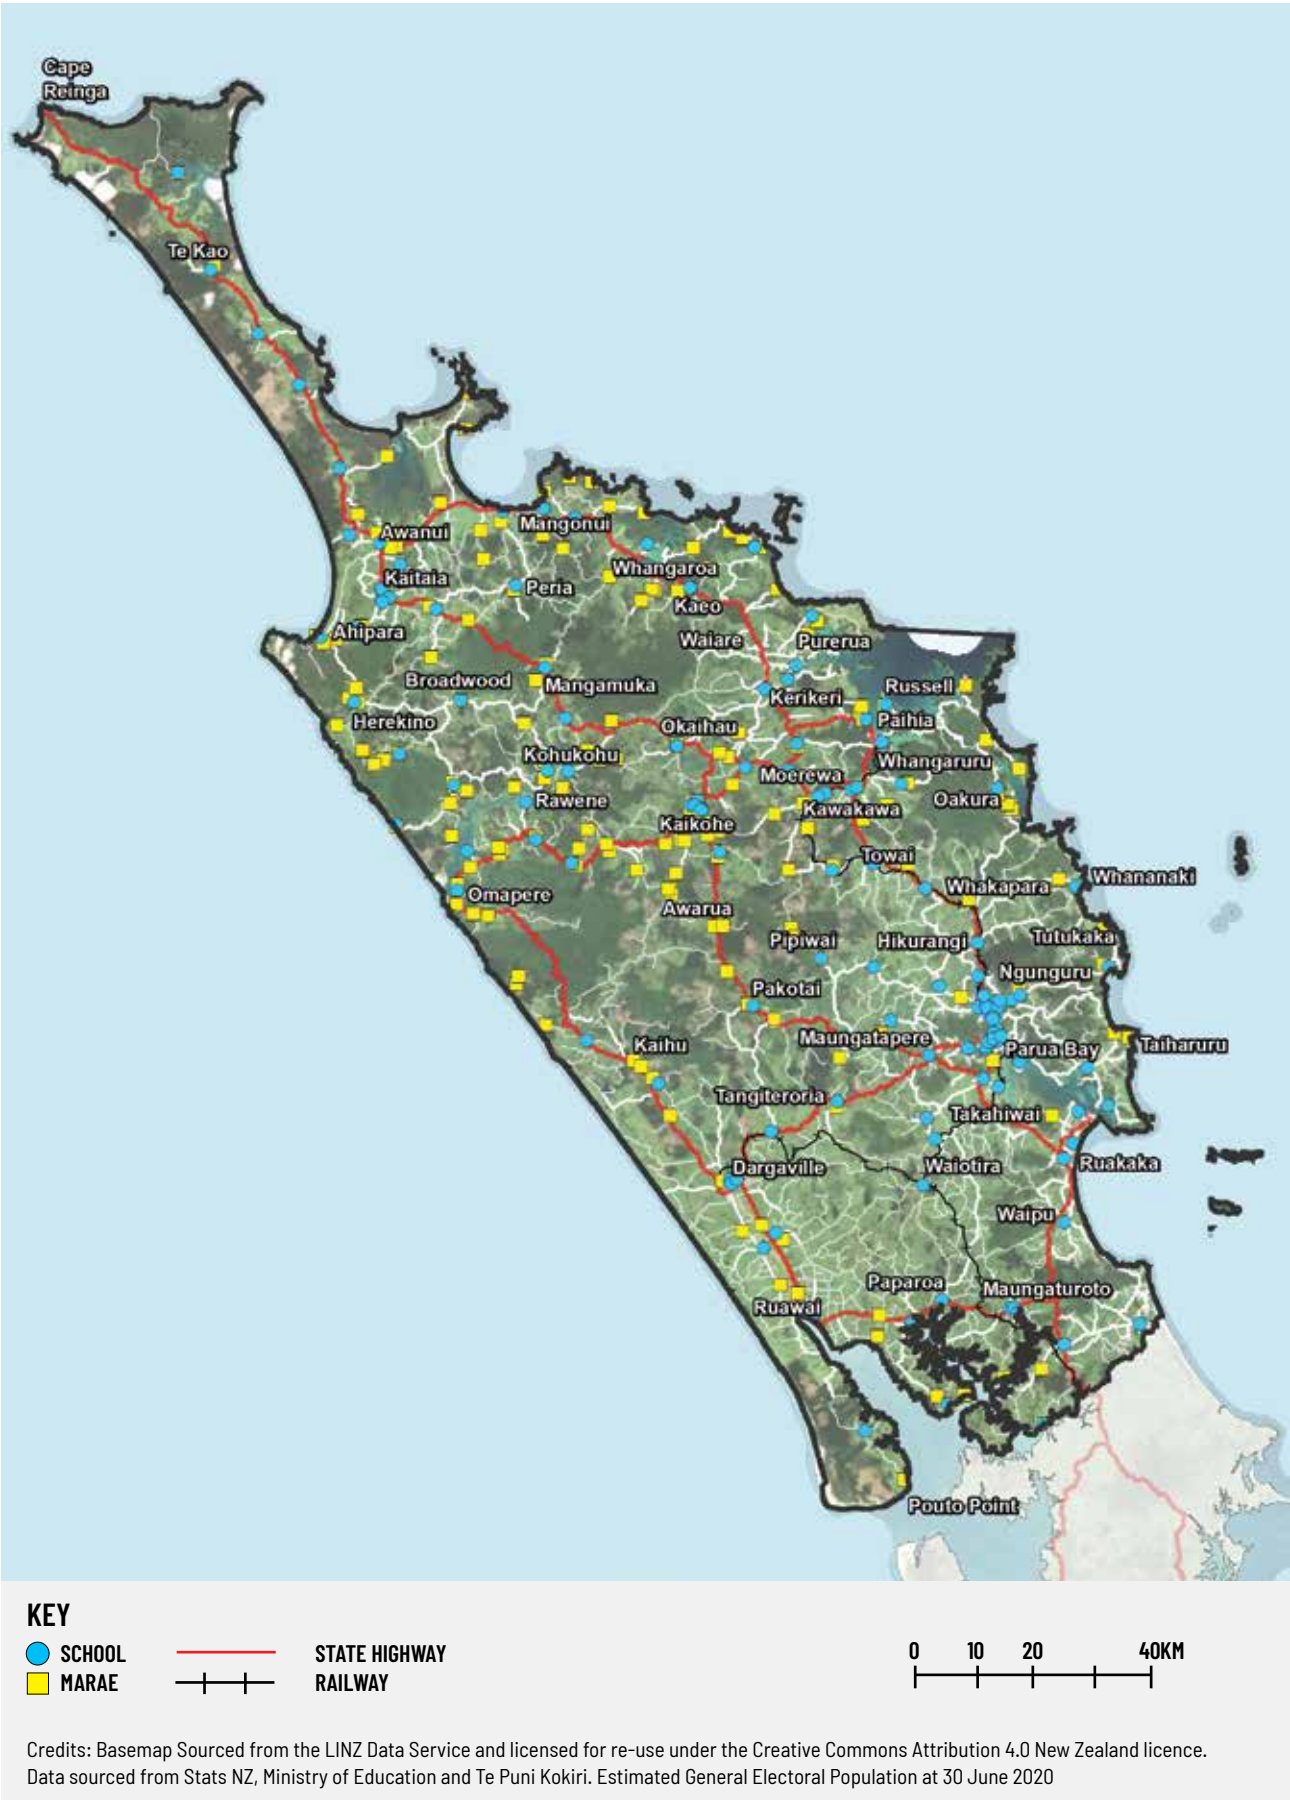 Cape
Reinga
Te Kao
Awanui
Mangonui
Kaitaia
Whangaroa
Peria
Kaeo
Ahipara
Waiare
Purerua
Broadwood
Mangamuka
Russell
Kerikeri
Herekino
Okaihau
Paihia
Kohukohu
Whangaruru
Moerewa
Rawene
Oakura
Kawakawa
Kaikohe
Towai
Whananaki
Whakapara
Omapere
Awarua
Pipiwai
Hikurangi
Tutukaka
Ngunguru
Pakotai
Maungatapere
Kaihu
Parua Bay
Taiharuru
Tangiteroria
Takahiwai
Dargaville
Waiotira
Ruakaka
Waipu
Paparoa
Maungaturoto
Ruawai
Pouto Point
KEY
SCHOOL
STATE HIGHWAY
MARAE
RAILWAY
0 10 20 40KM
Credits: Basemap Sourced from the LINZ Data Service and licensed for re-use under the Creative Commons Attribution 4.0 New Zealand licence.
Data sourced from Stats NZ, Ministry of Education and Te Puni Kokiri. Estimated General Electoral Population at 30 June 2020